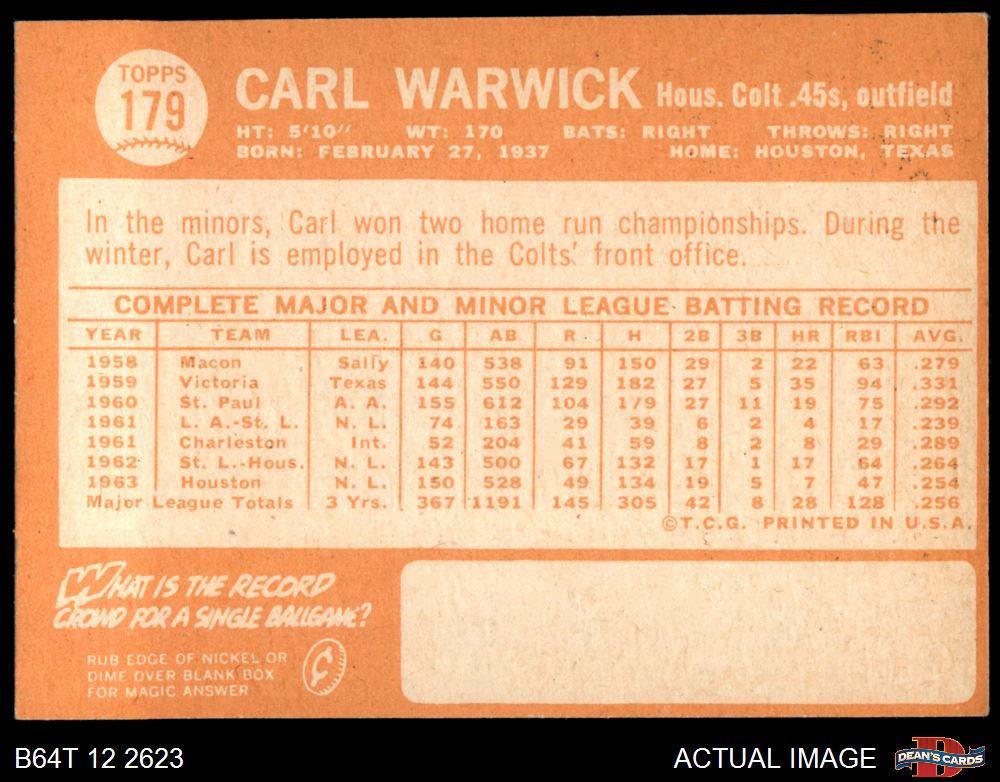 TOPPS
179
CARL WARWICK Hous. Colt .45s, outfield
HT: 5'10" WT: 170 BATS: RIGHT THROWS: RIGHT
BORN: FEBRUARY 27, 1937 HOME: HOUSTON, TEXAS
In the minors, Carl won two home run championships. During the
winter, Carl is employed in the Colts' front office.
COMPLETE MAJOR AND MINOR LEAGUE BATTING RECORD
YEAR TEAM LEA. G AB R H 2B 3B HR RBI AVG.
1958 Macon Sally 140 538 91 150 29 2 22 63 .279
1959 Victoria Texas 144 550 129 182 27 5 35 94 .331
1960 St. Paul A. A. 155 612 104 179 27 11 19 75 .292
1961 L. A.-St. L. N. L. 74 163 29 39 6 2 4 17 .239
1961 Charleston Int. 52 204 41 59 8 2 8 29 .289
1962 St. L.-Hous. N. L. 143 500 67 132 17 1 17 64 .264
1963 Houston N. L. 150 528 49 134 19 5 7 47 .254
Major League Totals 3 Yrs. 367 1191 145 305 42 8 28 128 .256
©T.C.G. PRINTED IN U.S.A.
WHAT IS THE RECORD
CROWD FOR A SINGLE BALLGAME?
RUB EDGE OF NICKEL OR
DIME OVER BLANK BOX
FOR MAGIC ANSWER
B64T 12 2623 ACTUAL IMAGE
D
DEAN'S CARDS